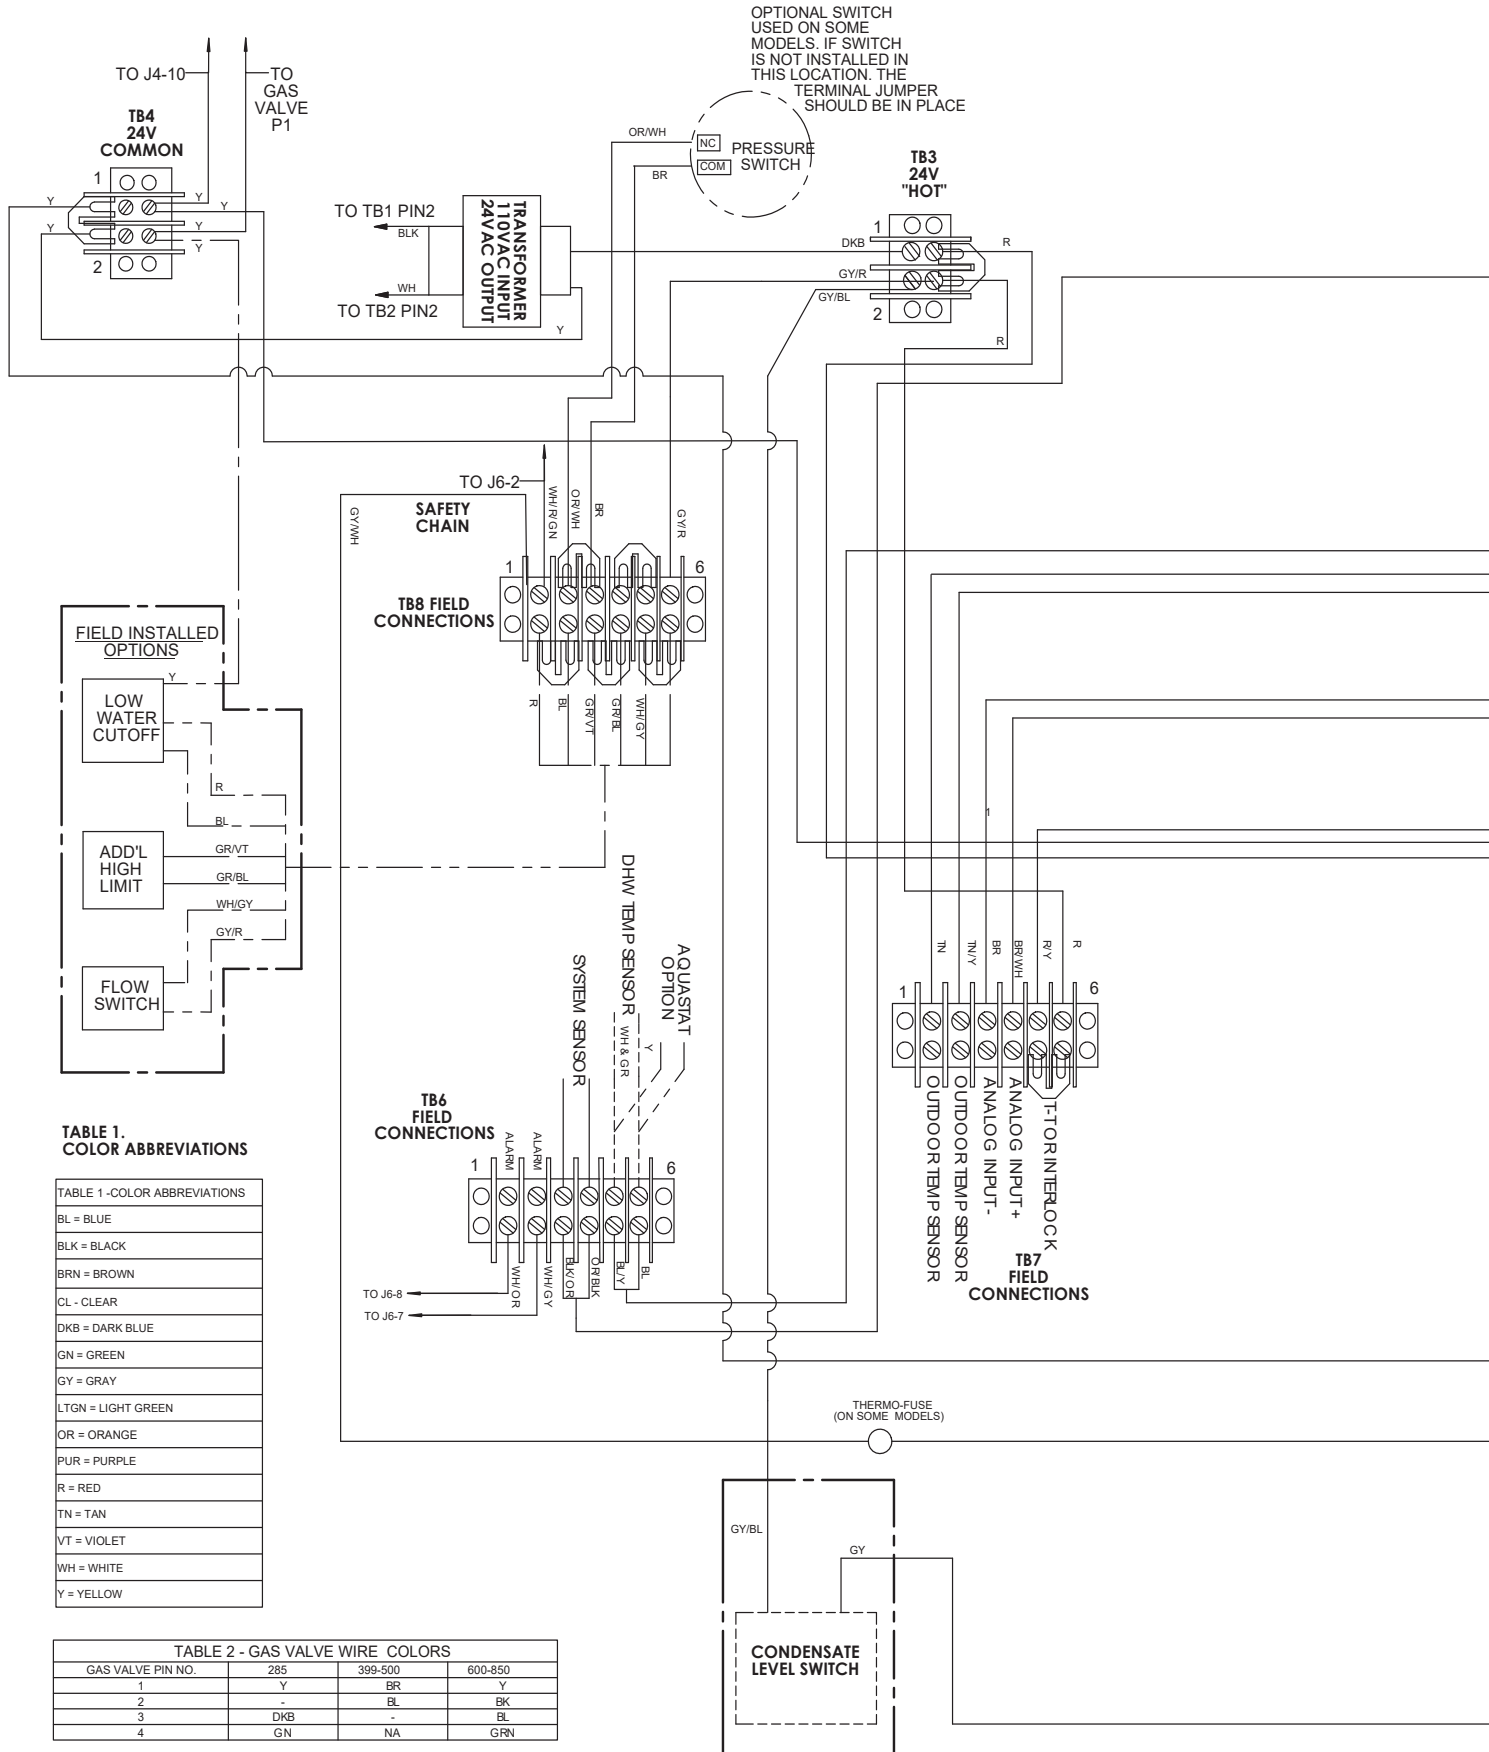 OPTIONAL SWITCH
USED ON SOME
MODELS. IF SWITCH
IS NOT INSTALLED IN
THIS LOCATION. THE
TERMINAL JUMPER
SHOULD BE IN PLACE
TO J4-10
TO
GAS
VALVE
P1
TB4
24V
COMMON
1
2
Y
Y
Y
Y
Y
Y
OR/WH
BR
NC
COM
PRESSURE
SWITCH
TO TB1 PIN2
BLK
WH
TO TB2 PIN2
TRANSFORMER
110VAC INPUT
24VAC OUTPUT
Y
TB3
24V
"HOT"
1
2
DKB
GY/R
GY/BL
R
R
TO J6-2
SAFETY
CHAIN
GY/WH
WH/R/GN
OR/WH
BR
GY/R
1
6
TB8 FIELD
CONNECTIONS
R
BL
GR/VT
GR/BL
WH/GY
FIELD INSTALLED
OPTIONS
Y
LOW
WATER
CUTOFF
R
BL
ADD'L
HIGH
LIMIT
GR/VT
GR/BL
WH/GY
GY/R
FLOW
SWITCH
SYSTEM SENSOR
DHW TEMP SENSOR
WH & GR
Y
AQUASTAT
OPTION
TB6
FIELD
CONNECTIONS
1
6
ALARM
ALARM
WH/OR
WH/GY
BLK/OR
OR/BLK
BL/Y
BL
TO J6-8
TO J6-7
1
TN
TN/Y
BR
BR/WH
R/Y
R
1
6
OUTDOOR TEMP SENSOR
OUTDOOR TEMP SENSOR
ANALOG INPUT-
ANALOG INPUT+
T-T OR INTERLOCK
TB7
FIELD
CONNECTIONS
THERMO-FUSE
(ON SOME MODELS)
GY/BL
GY
CONDENSATE
LEVEL SWITCH
TABLE 1.
COLOR ABBREVIATIONS
TABLE 1 -COLOR ABBREVIATIONS
BL = BLUE
BLK = BLACK
BRN = BROWN
CL - CLEAR
DKB = DARK BLUE
GN = GREEN
GY = GRAY
LTGN = LIGHT GREEN
OR = ORANGE
PUR = PURPLE
R = RED
TN = TAN
VT = VIOLET
WH = WHITE
Y = YELLOW
TABLE 2 - GAS VALVE WIRE COLORS
GAS VALVE PIN NO. 285 399-500 600-850
1 Y BR Y
2 - BL BK
3 DKB - BL
4 GN NA GRN